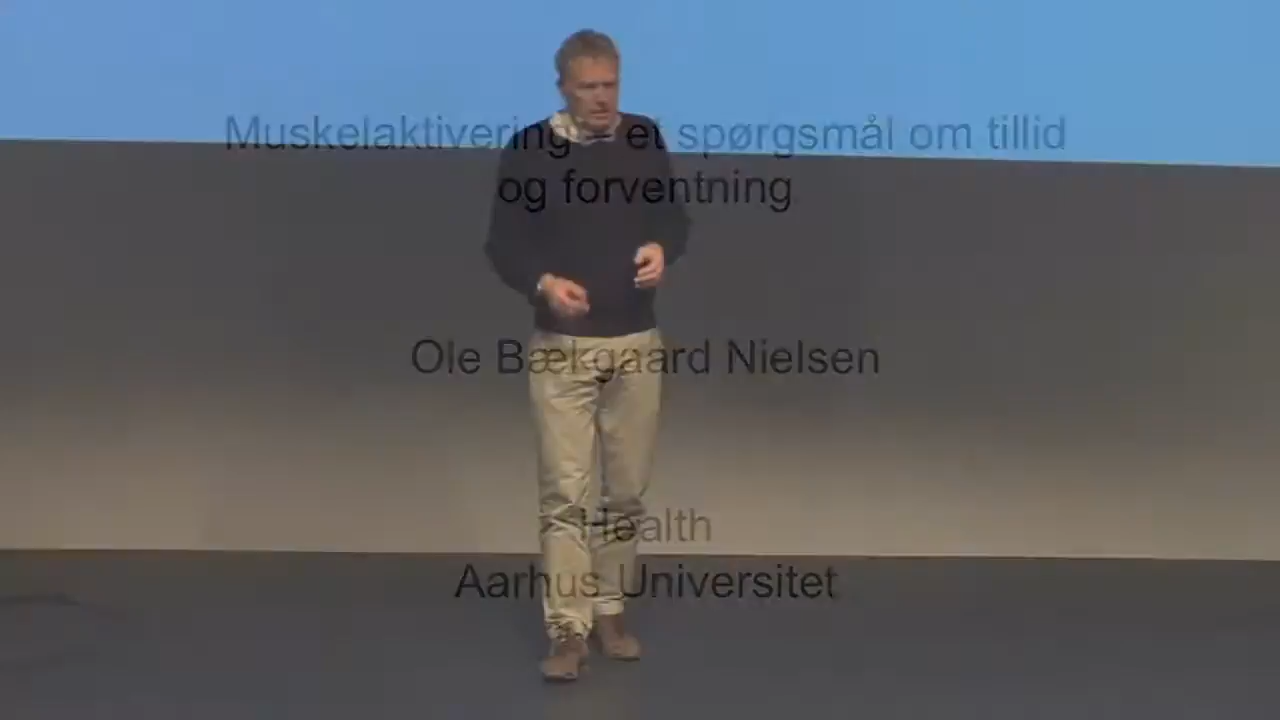 Muskelaktivering - et spørgsmål om tillid
og forventning
Ole Bækgaard Nielsen
Health
Aarhus Universitet